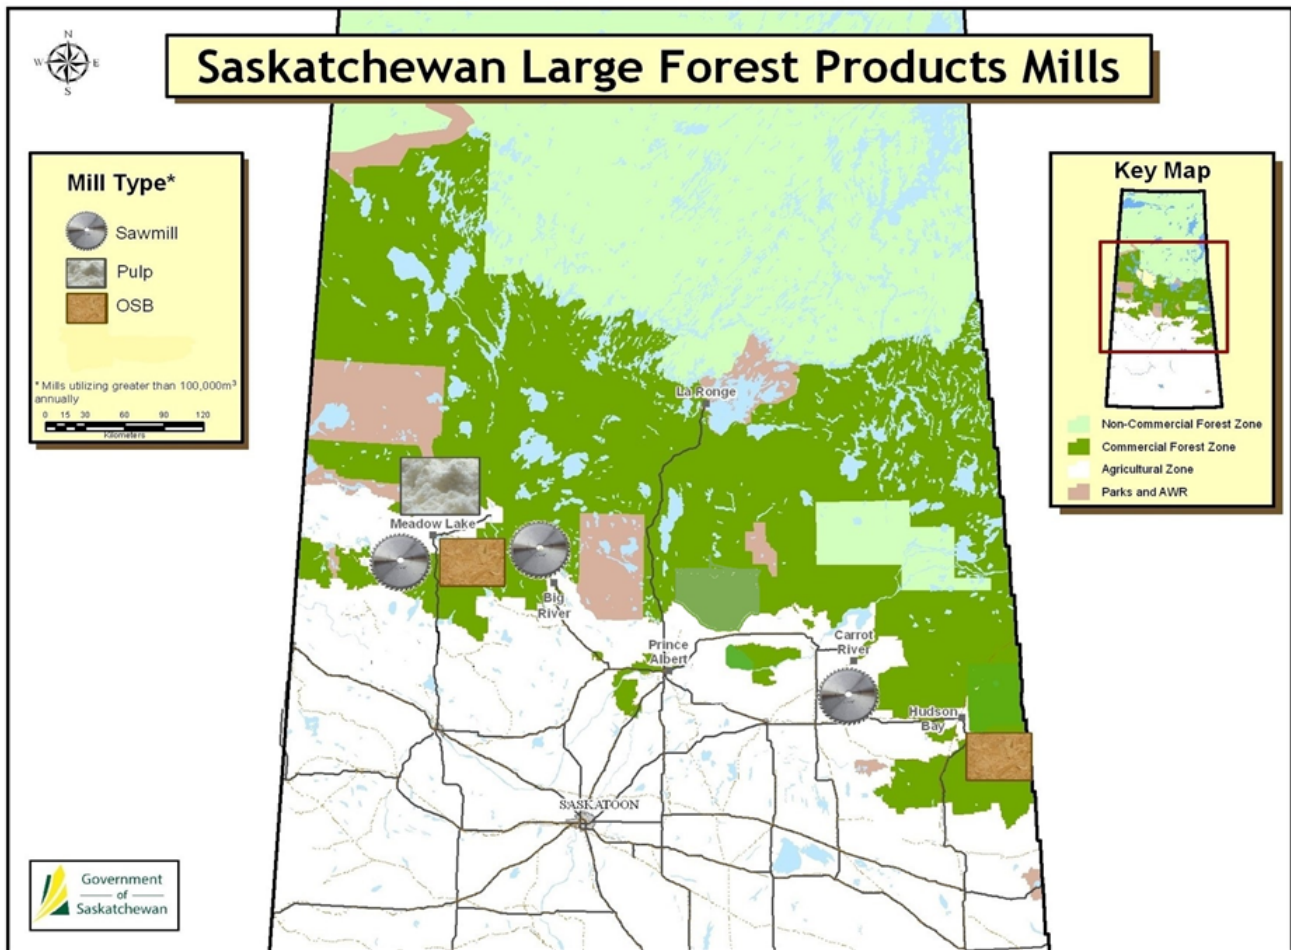 Saskatchewan Large Forest Products Mills
N
W E
S
Mill Type*
Sawmill
Pulp
OSB
* Mills utilizing greater than 100,000m³
annually
0 15 30 60 90 120
Kilometers
Key Map
Non-Commercial Forest Zone
Commercial Forest Zone
Agricultural Zone
Parks and AWR
La Ronge
Meadow Lake
Big
River
Prince
Albert
Carrot
River
Hudson
Bay
SASKATOON
Government
of
Saskatchewan